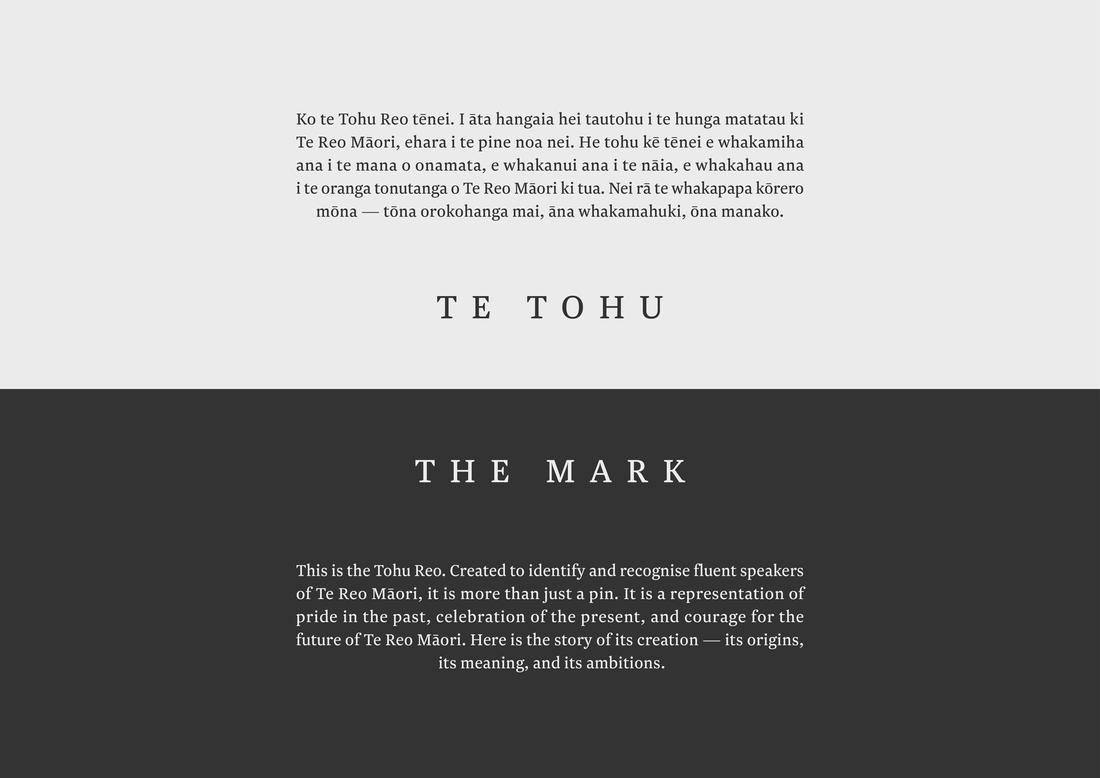 Ko te Tohu Reo tēnei. I āta hangaia hei tautohu i te hunga matatau ki
Te Reo Māori, ehara i te pine noa nei. He tohu kē tēnei e whakamiha
ana i te mana o onamata, e whakanui ana i te nāia, e whakahau ana
i te oranga tonutanga o Te Reo Māori ki tua. Nei rā te whakapapa kōrero
mōna — tōna orokohanga mai, āna whakamahuki, ōna manako.
TE TOHU
THE MARK
This is the Tohu Reo. Created to identify and recognise fluent speakers
of Te Reo Māori, it is more than just a pin. It is a representation of
pride in the past, celebration of the present, and courage for the
future of Te Reo Māori. Here is the story of its creation — its origins,
its meaning, and its ambitions.